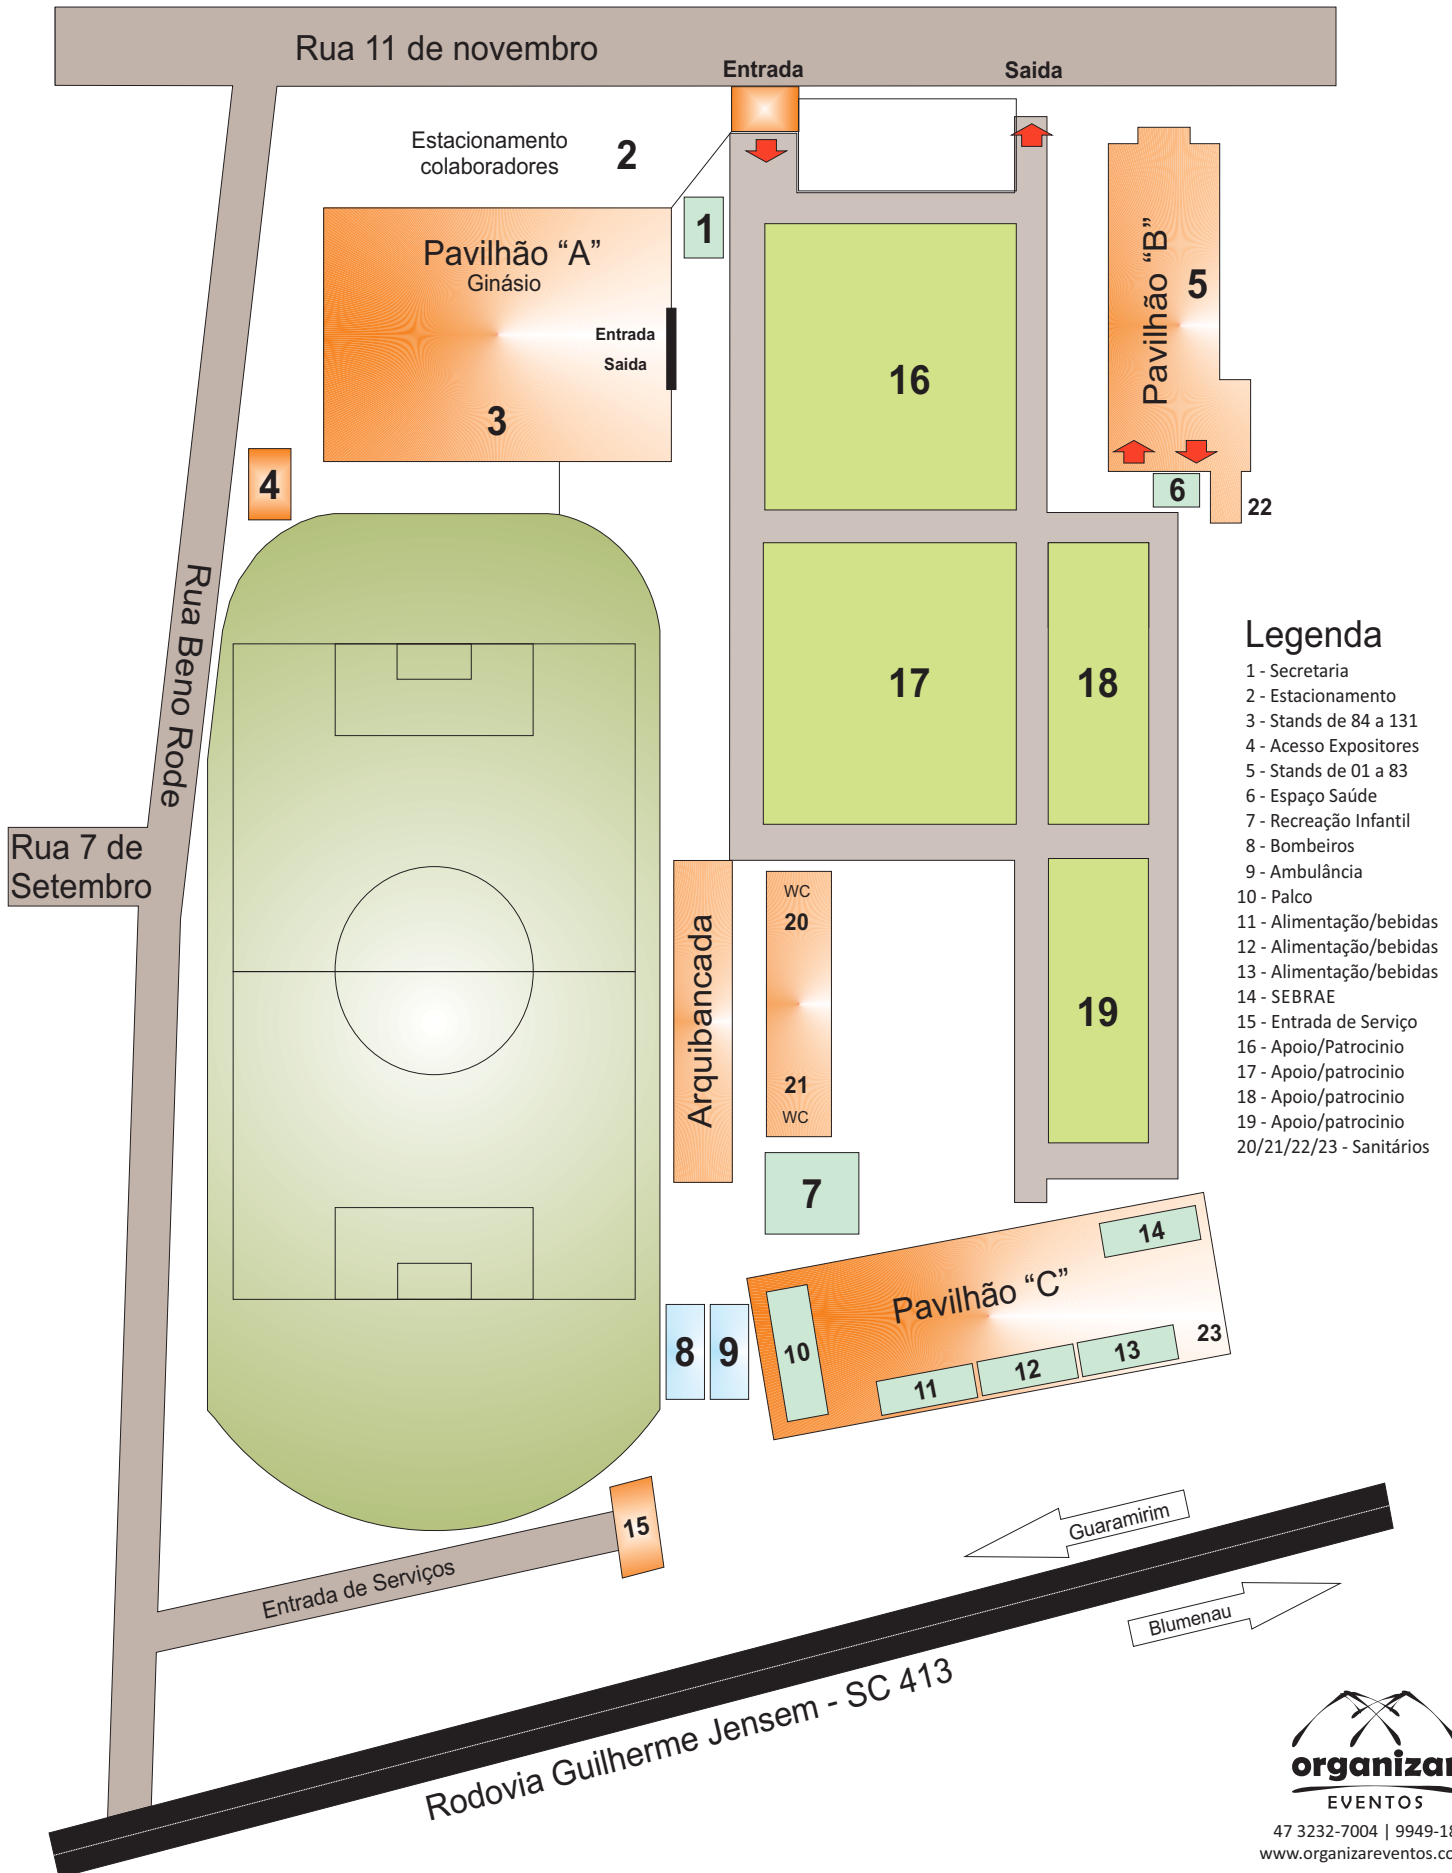 Rua 11 de novembro
Entrada
Saida
Estacionamento
colaboradores
2
1
Pavilhão “A”
Ginásio
Entrada
Saida
3
4
16
Pavilhão “B”
5
6
22
Rua Beno Rode
17
18
Rua 7 de
Setembro
Arquibancada
WC
20
21
WC
19
7
8
9
Pavilhão “C”
10
11
12
13
14
23
15
Entrada de Serviços
Guaramirim
Blumenau
Rodovia Guilherme Jensem - SC 413
Legenda
1 - Secretaria
2 - Estacionamento
3 - Stands de 84 a 131
4 - Acesso Expositores
5 - Stands de 01 a 83
6 - Espaço Saúde
7 - Recreação Infantil
8 - Bombeiros
9 - Ambulância
10 - Palco
11 - Alimentação/bebidas
12 - Alimentação/bebidas
13 - Alimentação/bebidas
14 - SEBRAE
15 - Entrada de Serviço
16 - Apoio/Patrocinio
17 - Apoio/patrocinio
18 - Apoio/patrocinio
19 - Apoio/patrocinio
20/21/22/23 - Sanitários
organizar
EVENTOS
47 3232-7004 | 9949-18
www.organizareventos.co